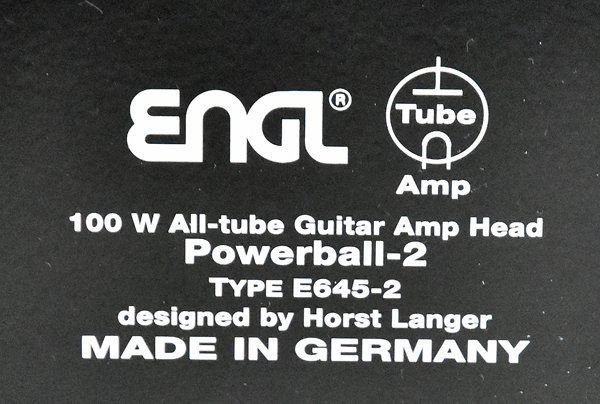 ENGL®
Tube
Amp
100 W All-tube Guitar Amp Head
Powerball-2
TYPE E645-2
designed by Horst Langer
MADE IN GERMANY